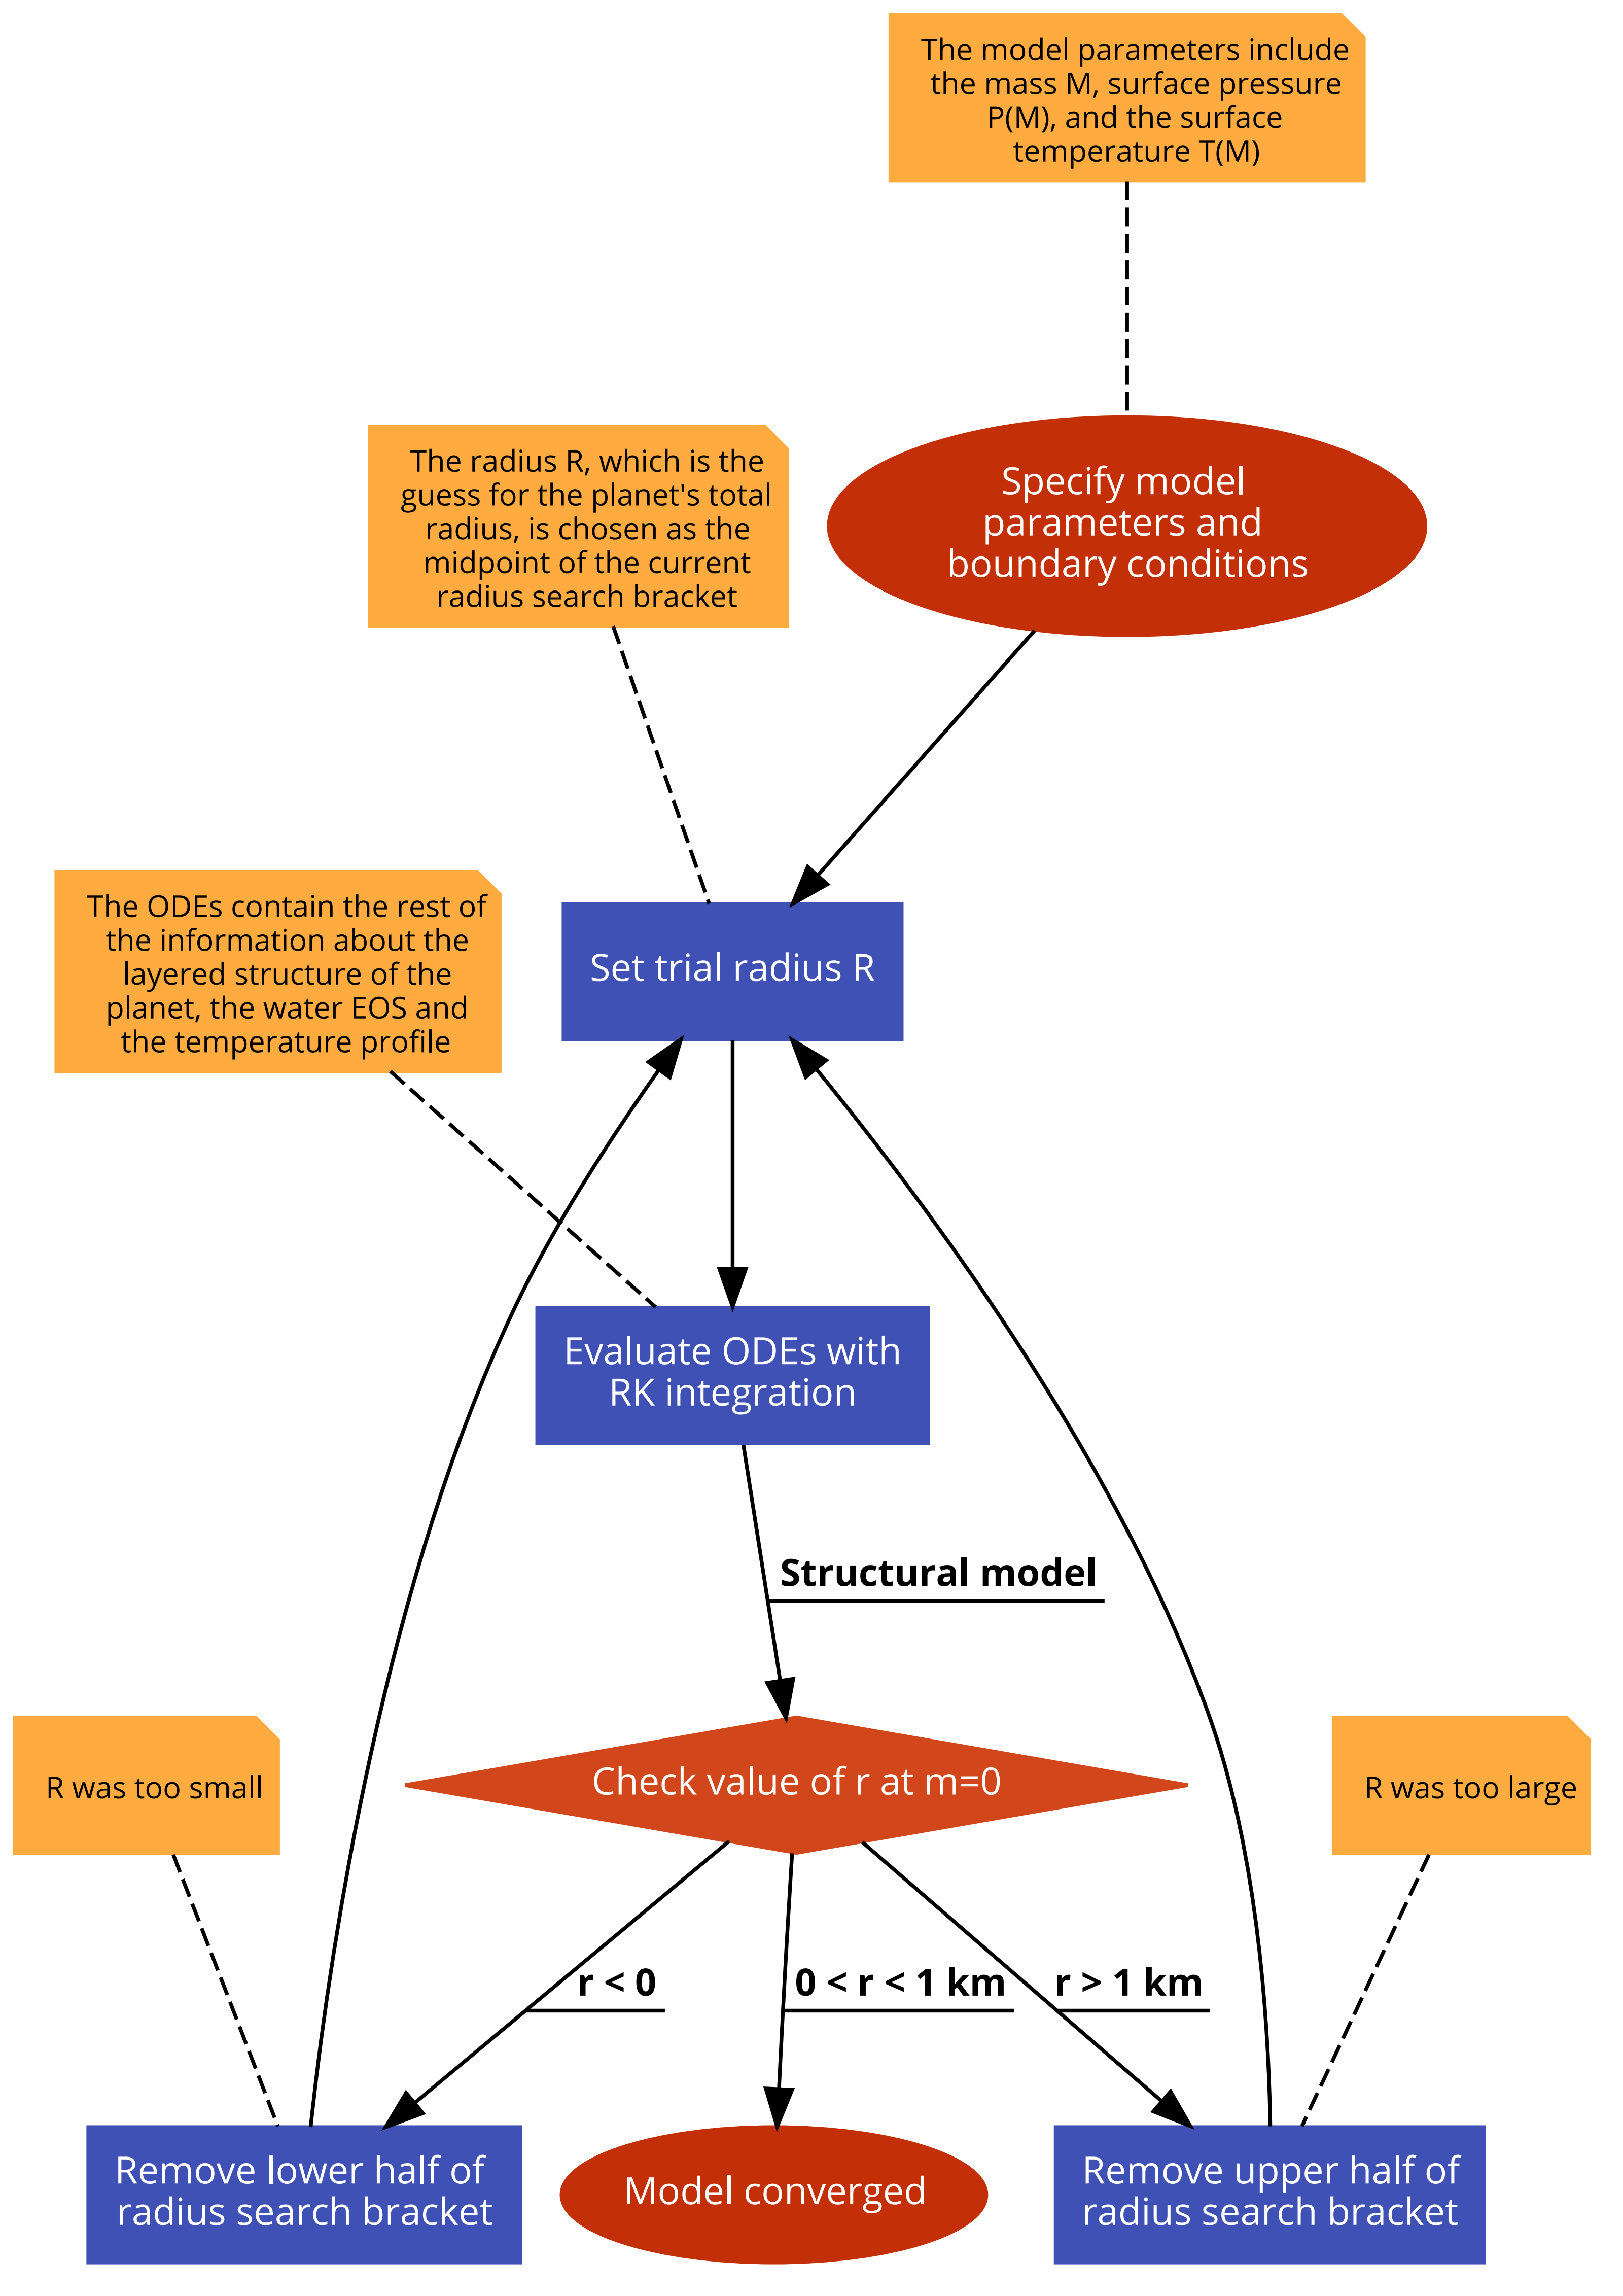 The model parameters include
the mass M, surface pressure
P(M), and the surface
temperature T(M)
The radius R, which is the
guess for the planet's total
radius, is chosen as the
midpoint of the current
radius search bracket
Specify model
parameters and
boundary conditions
The ODEs contain the rest of
the information about the
layered structure of the
planet, the water EOS and
the temperature profile
Set trial radius R
Evaluate ODEs with
RK integration
Structural model
R was too small
Check value of r at m=0
R was too large
r < 0
0 < r < 1 km
r > 1 km
Remove lower half of
radius search bracket
Model converged
Remove upper half of
radius search bracket